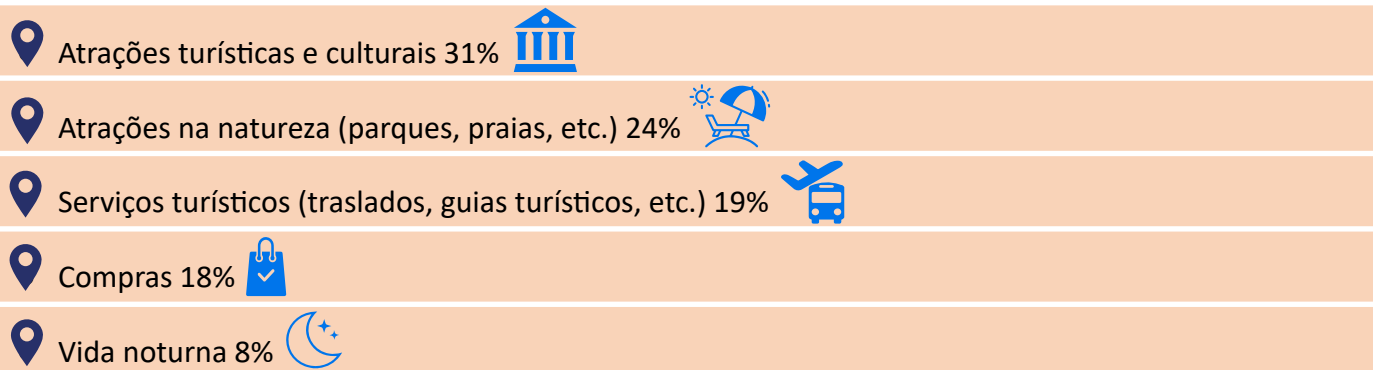 Atrações turísticas e culturais 31%
Atrações na natureza (parques, praias, etc.) 24%
Serviços turísticos (traslados, guias turísticos, etc.) 19%
Compras 18%
Vida noturna 8%